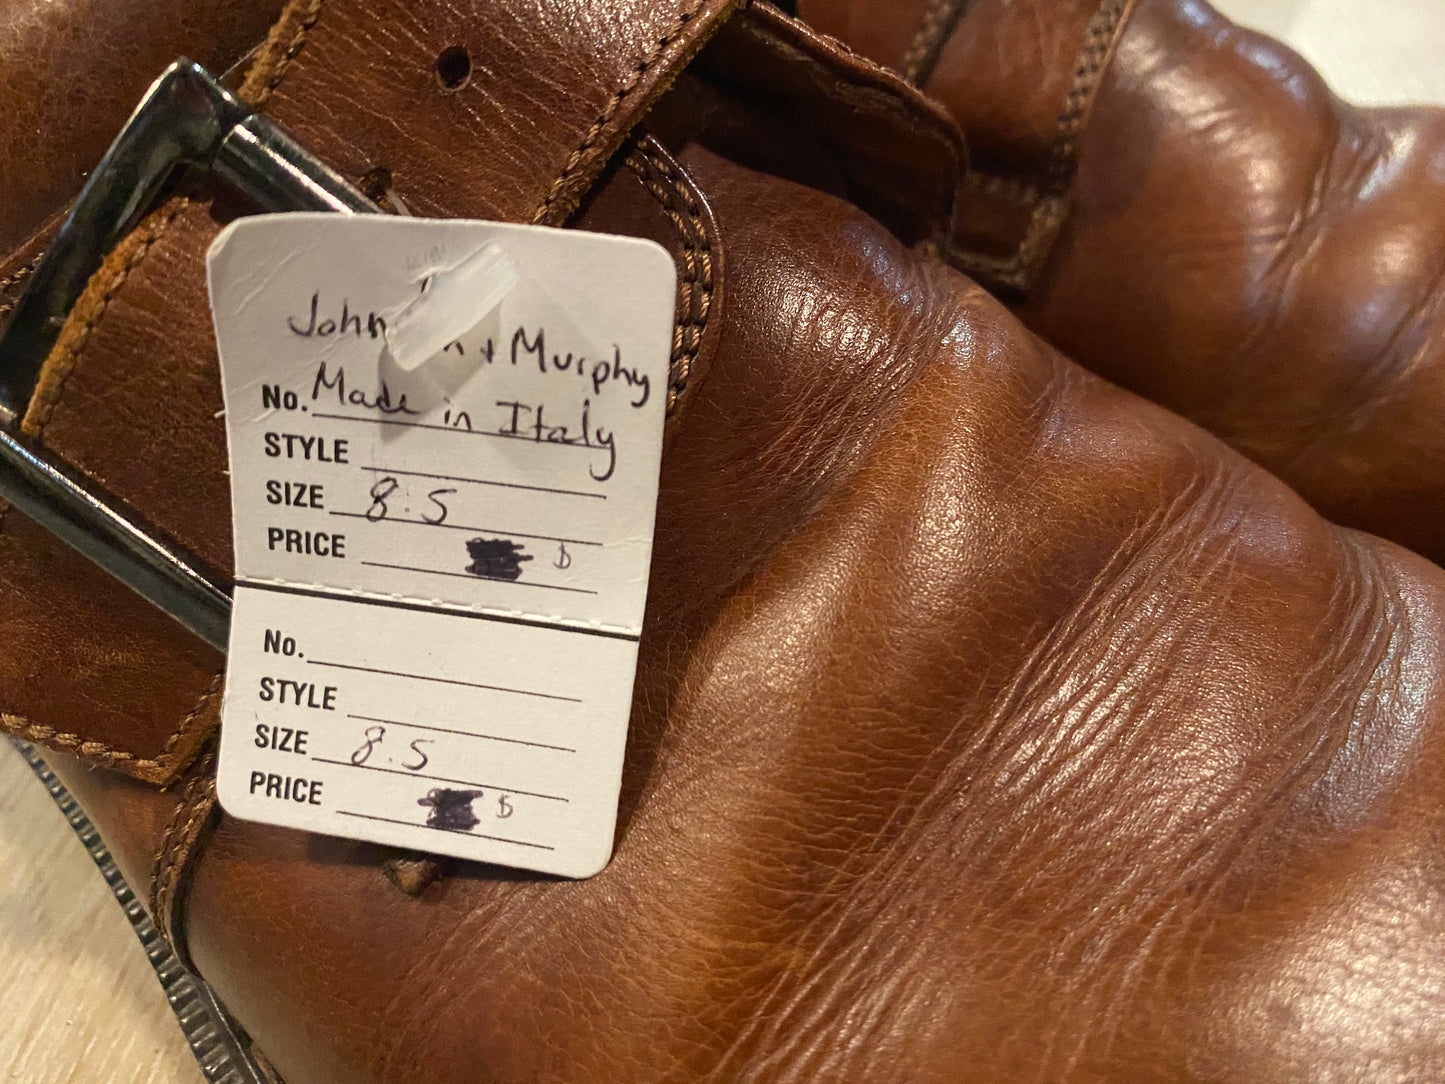 John n + Murphy
No. Made in Italy
STYLE
SIZE 8.5
PRICE $
No.
STYLE
SIZE 8.5
PRICE $